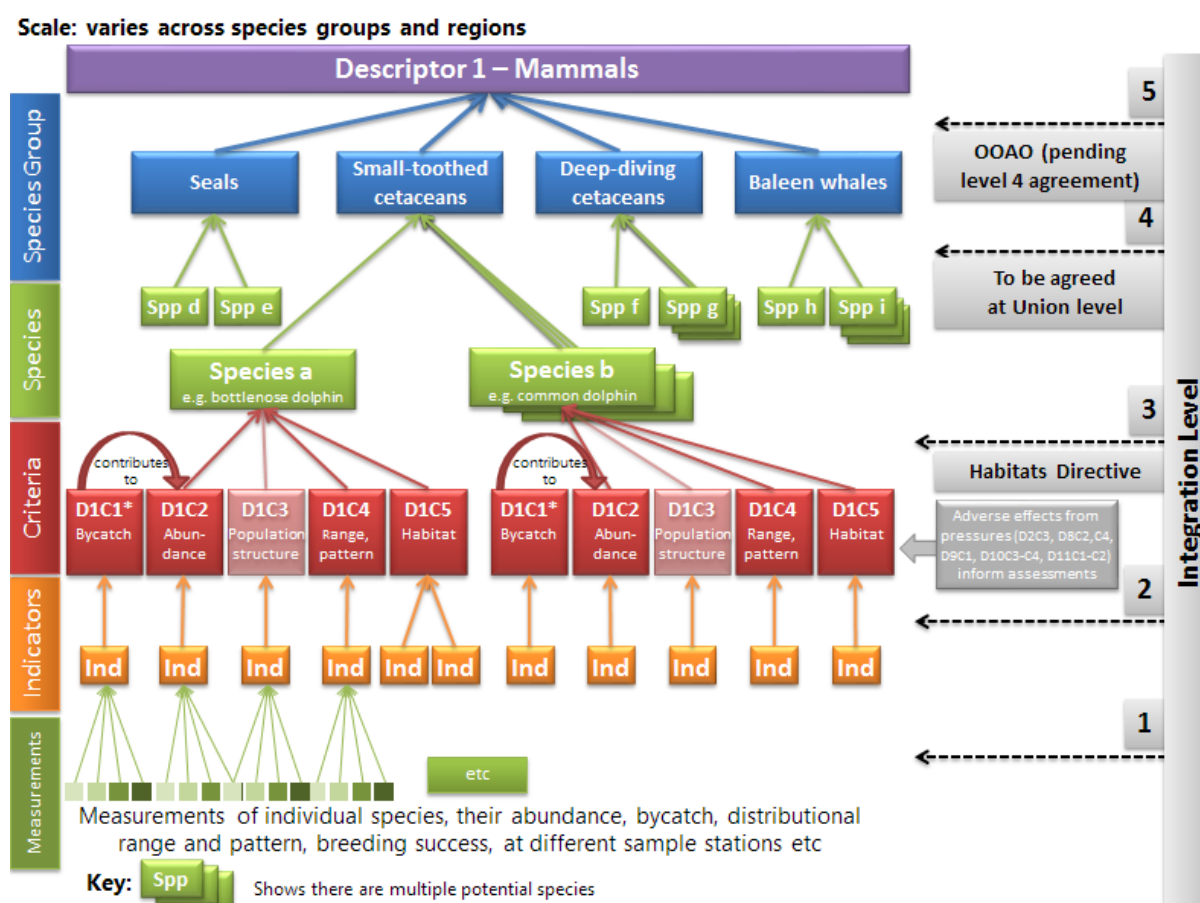 Scale: varies across species groups and regions
Descriptor 1 – Mammals
5
OOAO (pending
level 4 agreement)
Species Group
Seals
Small-toothed
cetaceans
Deep-diving
cetaceans
Baleen whales
4
To be agreed
at Union level
Species
Spp d
Spp e
Spp f
Spp g
Spp h
Spp i
Species a
e.g. bottlenose dolphin
Species b
e.g. common dolphin
3
Habitats Directive
Integration Level
Criteria
contributes
to
contributes
to
D1C1*
Bycatch
D1C2
Abun-
dance
D1C3
Population
structure
D1C4
Range,
pattern
D1C5
Habitat
D1C1*
Bycatch
D1C2
Abun-
dance
D1C3
Population
structure
D1C4
Range,
pattern
D1C5
Habitat
Adverse effects from
pressures (D2C3, D8C2,C4,
D9C1, D10C3-C4, D11C1-C2)
inform assessments
2
Indicators
Ind
Ind
Ind
Ind
Ind
Ind
Ind
Ind
Ind
Ind
Ind
1
Measurements
etc
Measurements of individual species, their abundance, bycatch, distributional
range and pattern, breeding success, at different sample stations etc
Key:
Spp
Shows there are multiple potential species